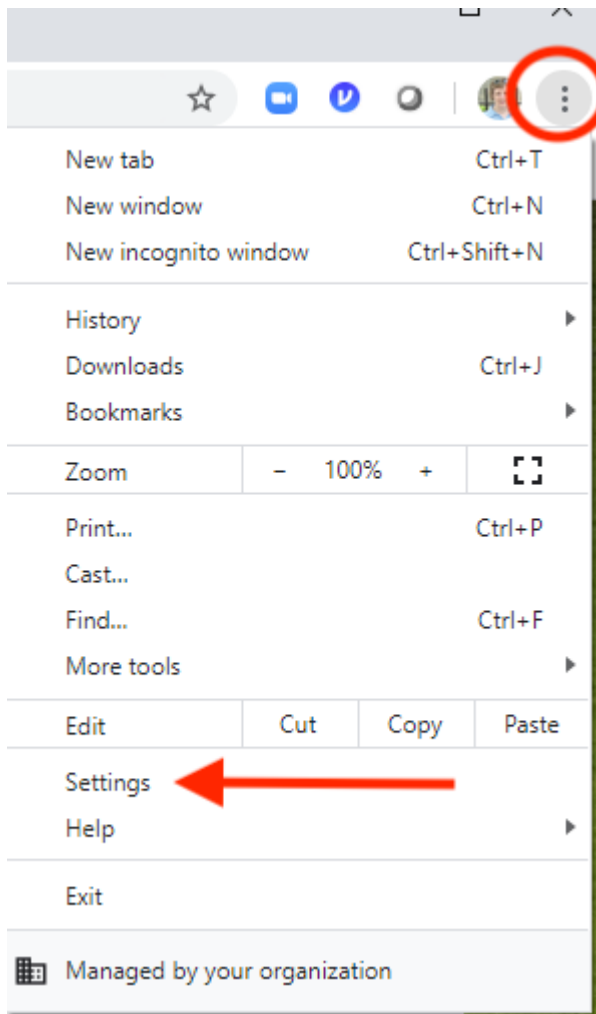 New tab Ctrl+T
New window Ctrl+N
New incognito window Ctrl+Shift+N
History
Downloads Ctrl+J
Bookmarks
Zoom - 100% +
Print... Ctrl+P
Cast...
Find... Ctrl+F
More tools
Edit Cut Copy Paste
Settings
Help
Exit
Managed by your organization